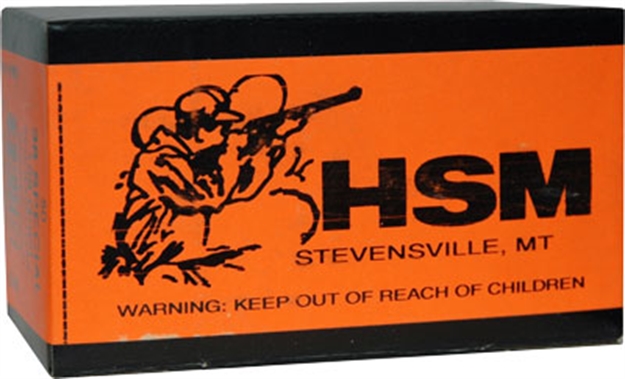 HSM
STEVENSVILLE, MT
WARNING: KEEP OUT OF REACH OF CHILDREN